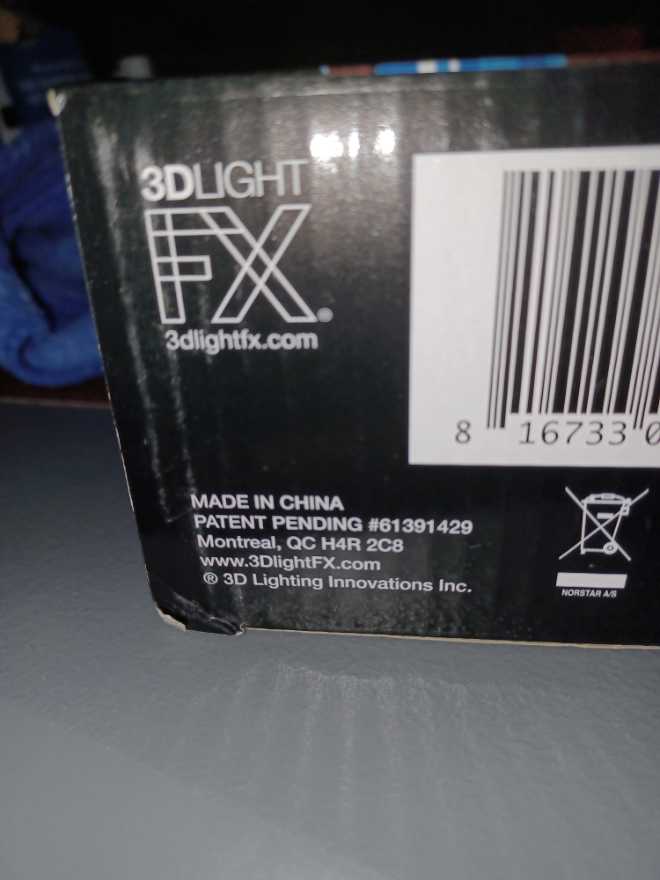 3DLIGHT
FX®
3dlightfx.com
8 16733 0
MADE IN CHINA
PATENT PENDING #61391429
Montreal, QC H4R 2C8
www.3DlightFX.com
® 3D Lighting Innovations Inc.
NORSTAR A/S